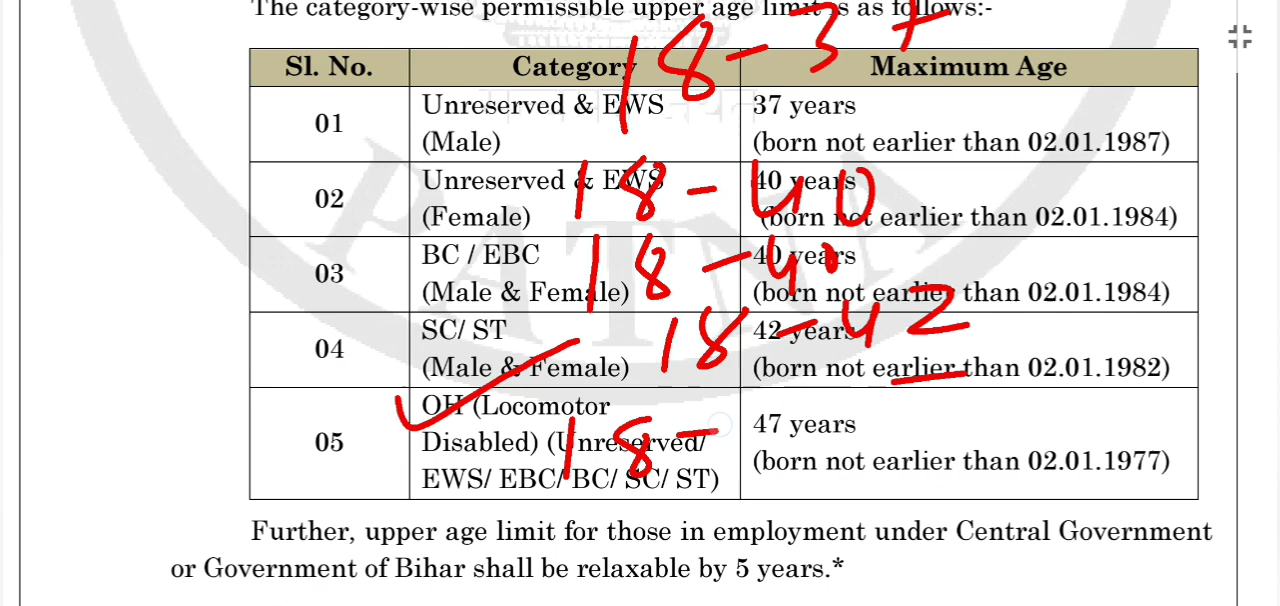 The category-wise permissible upper age limit is as follows:-
18-37
Sl. No. Category Maximum Age
01 Unreserved & EWS 37 years
(Male) (born not earlier than 02.01.1987)
18-40
02 Unreserved & EWS 40 years
(Female) (born not earlier than 02.01.1984)
18-40
03 BC / EBC 40 years
(Male & Female) (born not earlier than 02.01.1984)
18-42
04 SC/ ST 42 years
(Male & Female) (born not earlier than 02.01.1982)
05 OH (Locomotor 47 years
Disabled) (Unreserved/ (born not earlier than 02.01.1977)
EWS/ EBC/ BC/ SC/ ST)
18-
Further, upper age limit for those in employment under Central Government
or Government of Bihar shall be relaxable by 5 years.*
PATNA